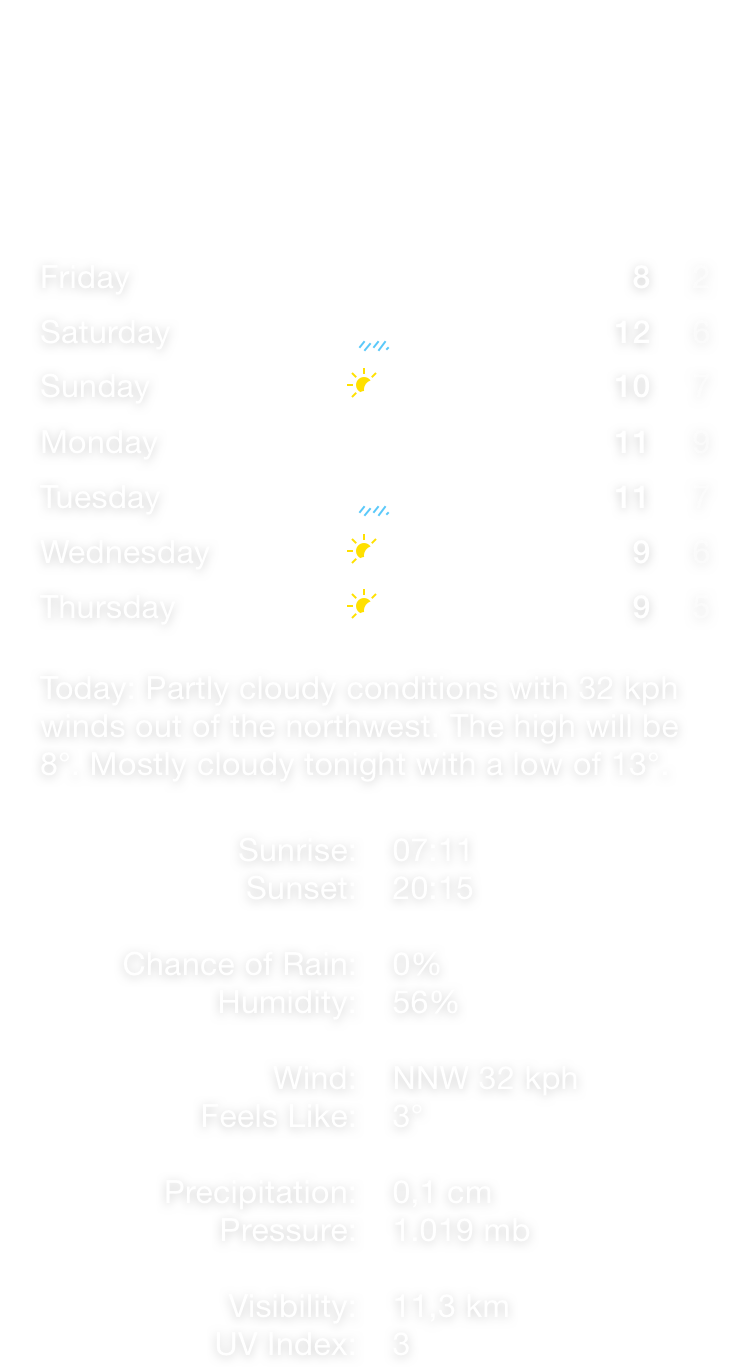 Friday 8 2
Saturday 12 6
Sunday 10 7
Monday 11 9
Tuesday 11 7
Wednesday 9 6
Thursday 9 5
Today: Partly cloudy conditions with 32 kph
winds out of the northwest. The high will be
8°. Mostly cloudy tonight with a low of 13°.
Sunrise: 07:11
Sunset: 20:15
Chance of Rain: 0%
Humidity: 56%
Wind: NNW 32 kph
Feels Like: 3°
Precipitation: 0,1 cm
Pressure: 1.019 mb
Visibility: 11,3 km
UV Index: 3